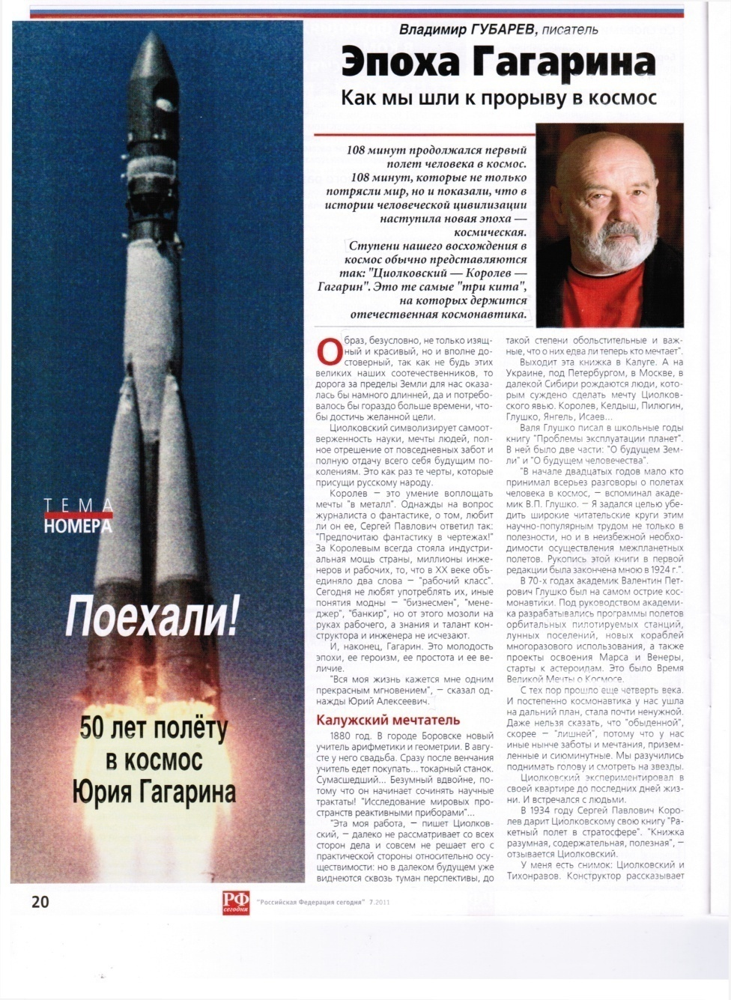 Владимир ГУБАРЕВ, писатель
Эпоха Гагарина
Как мы шли к прорыву в космос
108 минут продолжался первый
полет человека в космос.
108 минут, которые не только
потрясли мир, но и показали, что в
истории человеческой цивилизации
наступила новая эпоха —
космическая.
Ступени нашего восхождения в
космос обычно представляются
так: "Циолковский — Королев —
Гагарин". Это те самые "три кита",
на которых держится
отечественная космонавтика.
Образ, безусловно, не только изящ-
ный и красивый, но и вполне до-
стоверный, так как не будь этих
великих наших соотечественников, то
дорога за пределы Земли для нас оказа-
лась бы намного длинней, да и потребо-
валось бы гораздо больше времени, что-
бы достичь желанной цели.
Циолковский символизирует самоот-
верженность науки, мечты людей, пол-
ное отрешение от повседневных забот и
полную отдачу всего себя будущим по-
колениям. Это как раз те черты, которые
присущи русскому народу.
Королев — это умение воплощать
мечты "в металл". Однажды на вопрос
журналиста о фантастике, о том, любит
ли он ее, Сергей Павлович ответил так:
"Предпочитаю фантастику в чертежах!"
За Королевым всегда стояла индустри-
альная мощь страны, миллионы инже-
неров и рабочих, то, что в XX веке объ-
единяло два слова — "рабочий класс".
Сегодня не любят употреблять их, иные
понятия модны — "бизнесмен", "мене-
джер", "банкир", но от этого мозоли на
руках рабочего, а знания и талант кон-
структора и инженера не исчезают.
И, наконец, Гагарин. Это молодость
эпохи, ее героизм, ее простота и ее ве-
личие.
"Вся моя жизнь кажется мне одним
прекрасным мгновением", — сказал од-
нажды Юрий Алексеевич.
Калужский мечтатель
1880 год. В городе Боровске новый
учитель арифметики и геометрии. В авгу-
сте у него свадьба. Сразу после венчания
учитель едет покупать... токарный станок.
Сумасшедший... Безумный вдвойне, по-
тому что он начинает сочинять научные
трактаты! "Исследование мировых про-
странств реактивными приборами"...
"Эта моя работа, — пишет Циолков-
ский, — далеко не рассматривает со всех
сторон дела и совсем не решает его с
практической стороны относительно осу-
ществимости: но в далеком будущем уже
виднеются сквозь туман перспективы, до
такой степени обольстительные и важ-
ные, что о них едва ли теперь кто мечтает".
Выходит эта книжка в Калуге. А на
Украине, под Петербургом, в Москве, в
далекой Сибири рождаются люди, кото-
рым суждено сделать мечту Циолков-
ского явью. Королев, Келдыш, Пилюгин,
Глушко, Янгель, Исаев...
Валя Глушко писал в школьные годы
книгу "Проблемы эксплуатации планет".
В ней было две части: "О будущем Зем-
ли" и "О будущем человечества".
"В начале двадцатых годов мало кто
принимал всерьез разговоры о полетах
человека в космос, — вспоминал акаде-
мик В.П. Глушко. — Я задался целью убе-
дить широкие читательские круги этим
научно-популярным трудом не только в
полезности, но и в неизбежной необхо-
димости осуществления межпланетных
полетов. Рукопись этой книги в первой
редакции была закончена мною в 1924 г.".
В 70-х годах академик Валентин Пет-
рович Глушко был на самом острие кос-
монавтики. Под руководством академи-
ка разрабатывались программы полетов
орбитальных пилотируемых станций,
лунных поселений, новых кораблей
многоразового использования, а также
проекты освоения Марса и Венеры,
старты к астероидам. Это было Время
Великой Мечты о Космосе.
С тех пор прошло еще четверть века.
И постепенно космонавтика у нас ушла
на дальний план, стала почти ненужной.
Даже нельзя сказать, что "обыденной",
скорее — "лишней", потому что у нас
иные нынче заботы и мечтания, призем-
ленные и сиюминутные. Мы разучились
поднимать голову и смотреть на звезды.
Циолковский экспериментировал в
своей квартире до последних дней жиз-
ни. И встречался с людьми.
В 1934 году Сергей Павлович Коро-
лев дарит Циолковскому свою книгу "Ра-
кетный полет в стратосфере". "Книжка
разумная, содержательная, полезная", —
отзывается Циолковский.
У меня есть снимок: Циолковский и
Тихонравов. Конструктор рассказывает
ТЕМА
НОМЕРА
Поехали!
50 лет полёту
в космос
Юрия Гагарина
20
РФ
сегодня
"Российская Федерация сегодня" 7.2011